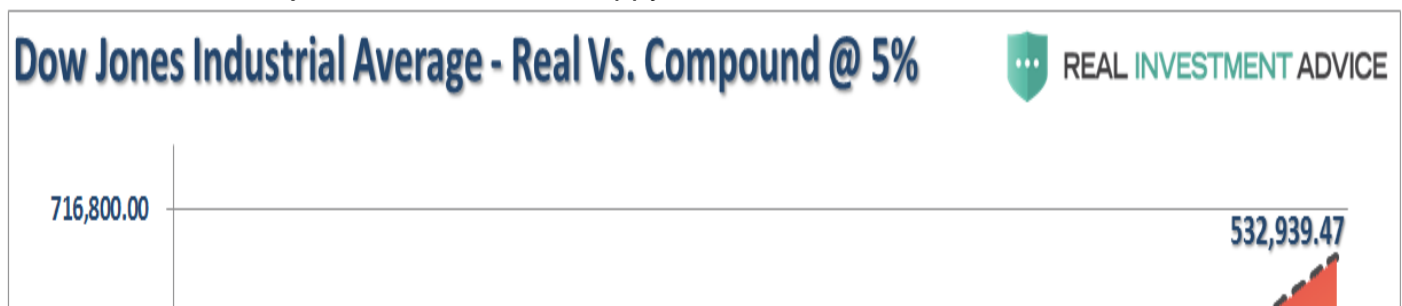 Dow Jones Industrial Average - Real Vs. Compound @ 5%
REAL INVESTMENT ADVICE
716,800.00
532,939.47